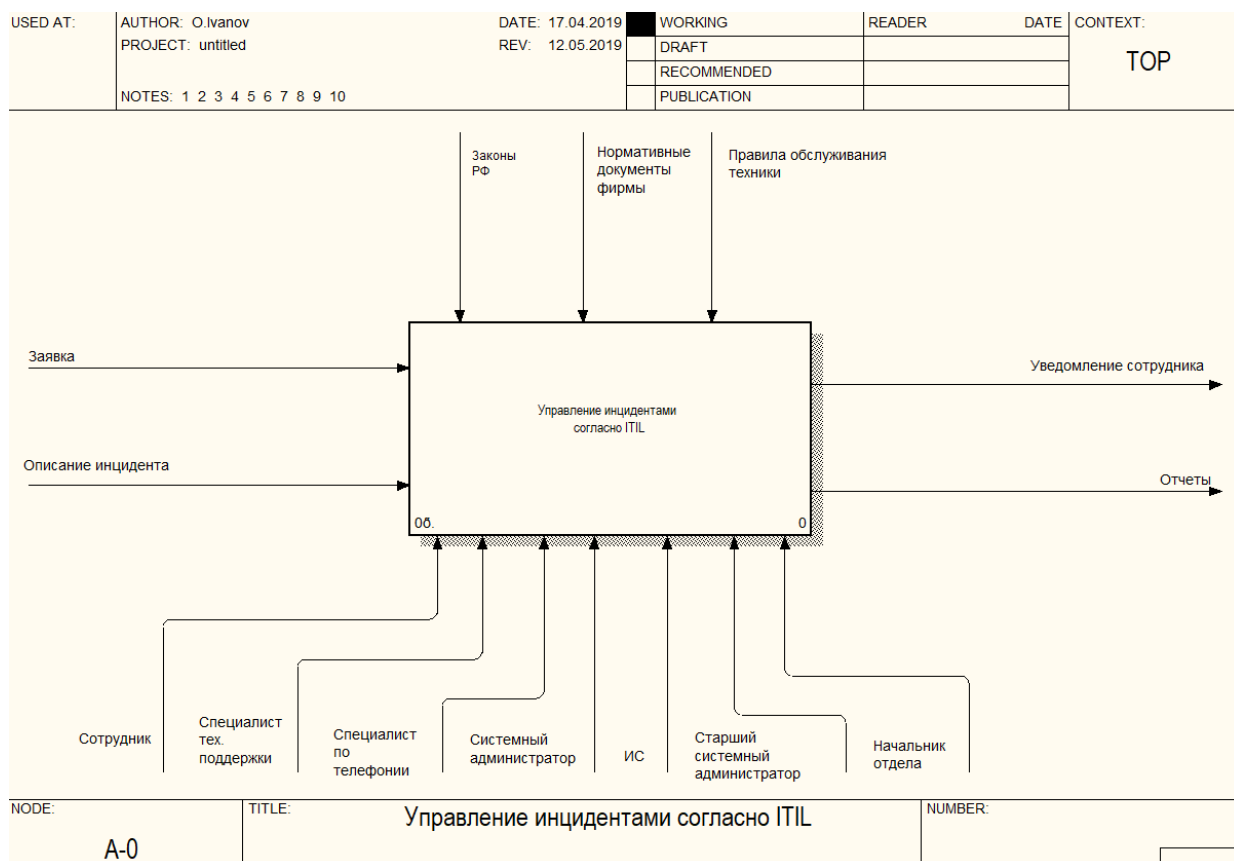 USED AT:
AUTHOR: O.Ivanov
DATE: 17.04.2019
PROJECT: untitled
REV: 12.05.2019
NOTES: 1 2 3 4 5 6 7 8 9 10
WORKING
DRAFT
RECOMMENDED
PUBLICATION
READER
DATE
CONTEXT:
TOP
Законы
РФ
Нормативные
документы
фирмы
Правила обслуживания
техники
Заявка
Описание инцидента
Управление инцидентами
согласно ITIL
0б.
0
Уведомление сотрудника
Отчеты
Сотрудник
Специалист
тех.
поддержки
Специалист
по
телефонии
Системный
администратор
ИС
Старший
системный
администратор
Начальник
отдела
NODE:
A-0
TITLE:
Управление инцидентами согласно ITIL
NUMBER: